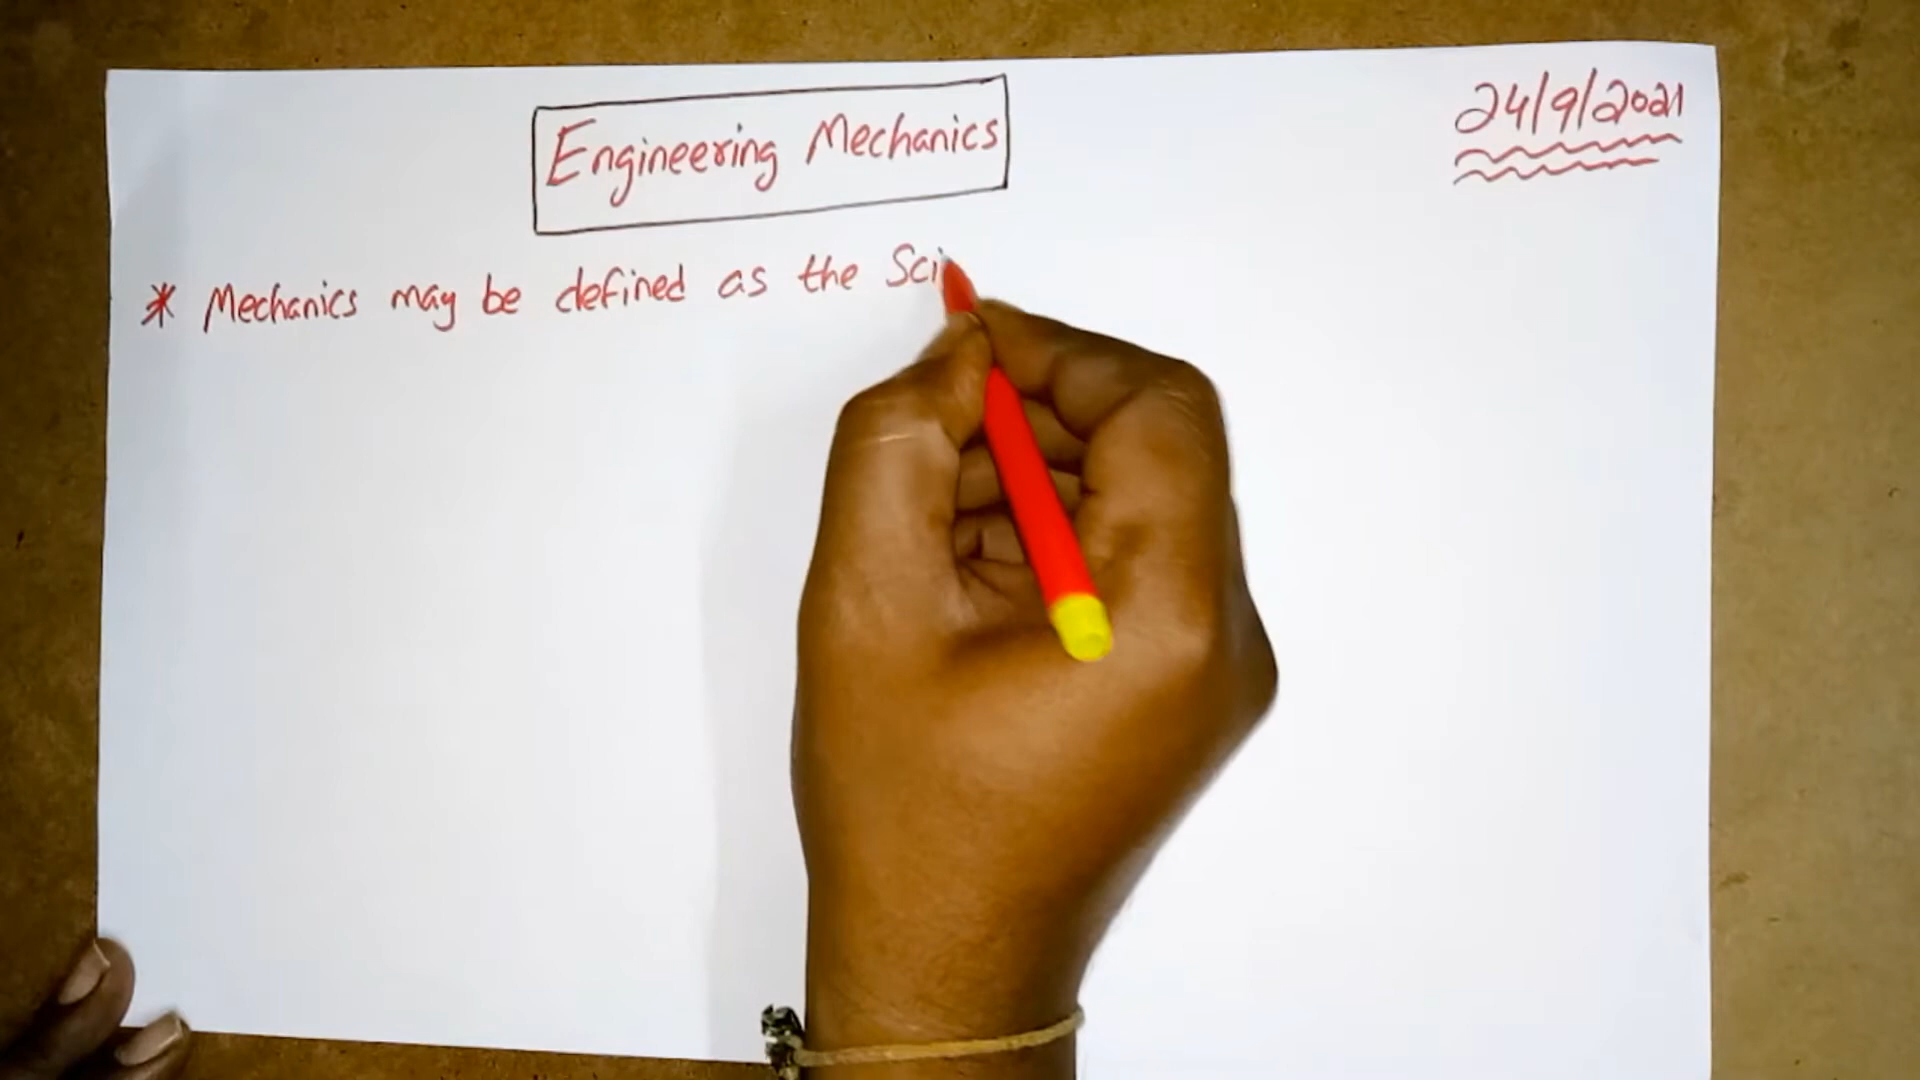 Engineering Mechanics
24/9/2021
* Mechanics may be defined as the Sci